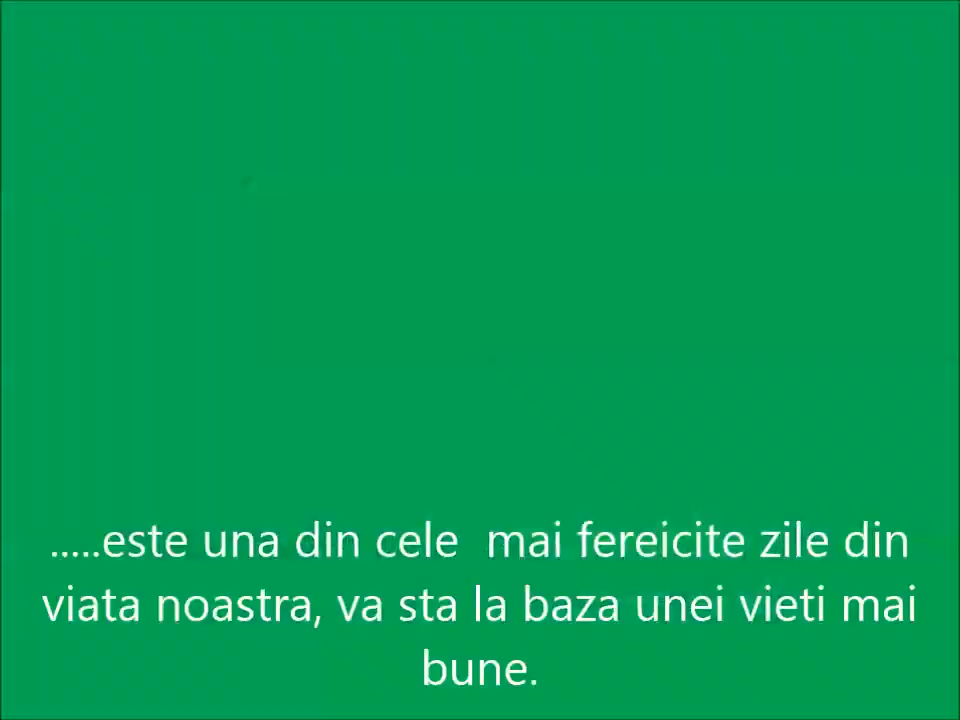 .....este una din cele  mai fereicite zile din
viata noastra, va sta la baza unei vieti mai
bune.